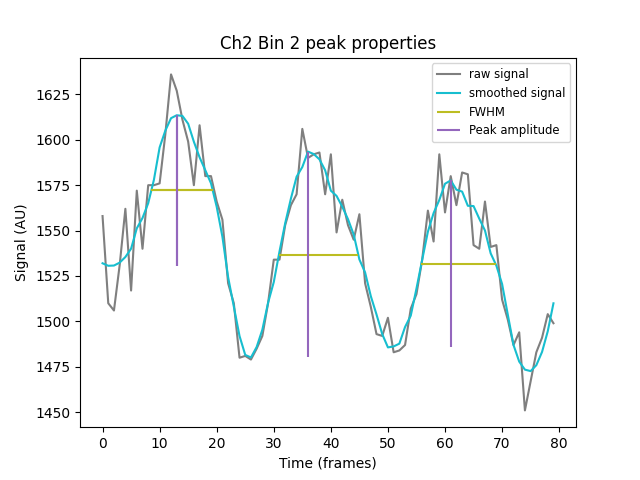 Ch2 Bin 2 peak properties
raw signal
smoothed signal
FWHM
Peak amplitude
Signal (AU)
1625
1600
1575
1550
1525
1500
1475
1450
0 10 20 30 40 50 60 70 80
Time (frames)